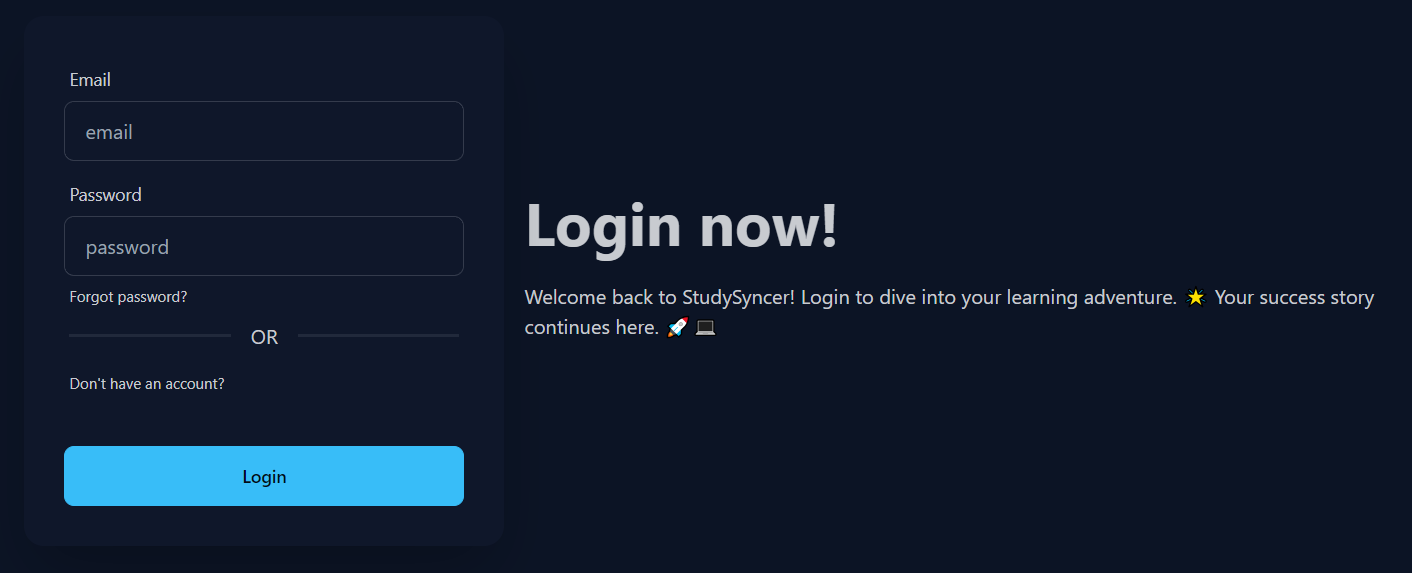 Email
email
Password
password
Forgot password?
OR
Don't have an account?
Login
Login now!
Welcome back to StudySyncer! Login to dive into your learning adventure. 🌟 Your success story
continues here. 🚀 💻